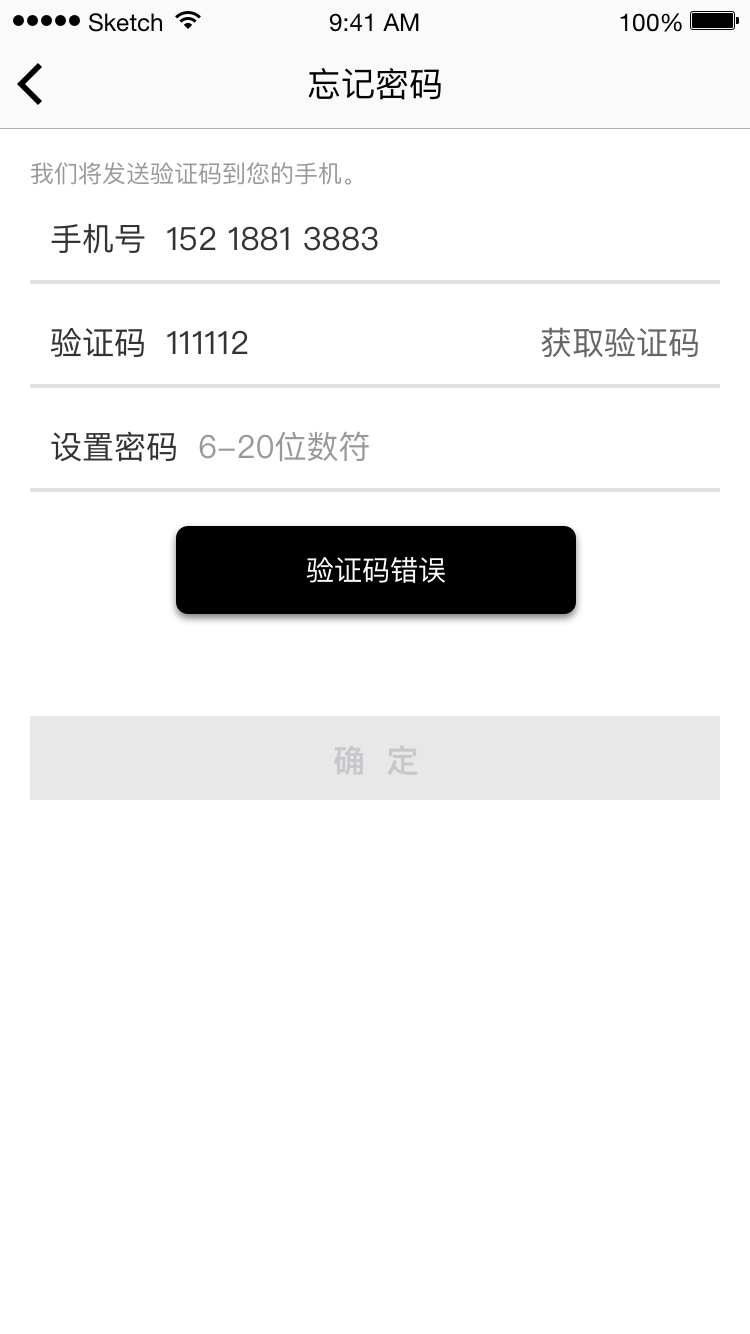 Sketch 9:41 AM 100%
忘记密码
我们将发送验证码到您的手机。
手机号 152 1881 3883
验证码 111112 获取验证码
设置密码 6-20位数符
验证码错误
确 定